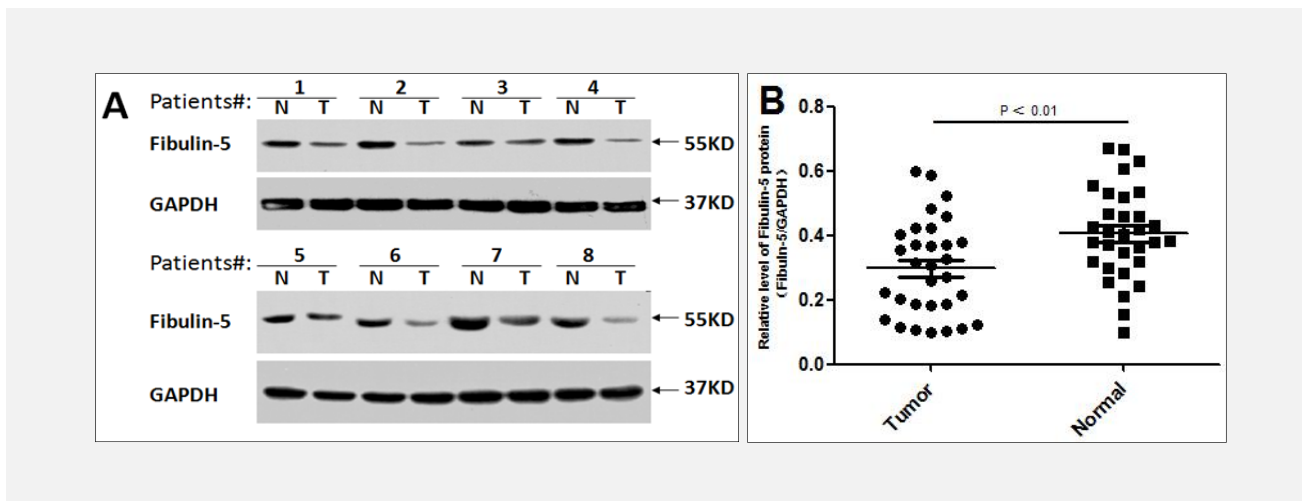 A
Patients#:
1 2 3 4
N T N T N T N T
Fibulin-5
55KD
GAPDH
37KD
Patients#:
5 6 7 8
N T N T N T N T
Fibulin-5
55KD
GAPDH
37KD
B
P < 0.01
Relative level of Fibulin-5 protein
(Fibuln-5/GAPDH)
0.8
0.6
0.4
0.2
0.0
Tumor
Normal